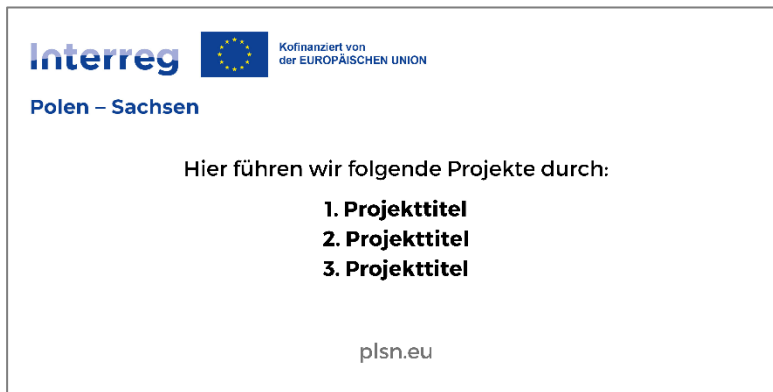 Interreg
Kofinanziert von
der EUROPÄISCHEN UNION
Polen – Sachsen
Hier führen wir folgende Projekte durch:
1. Projekttitel
2. Projekttitel
3. Projekttitel
plsn.eu